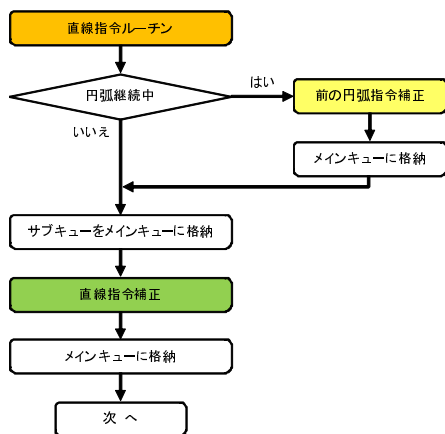 直線指令ルーチン
円弧継続中
はい
前の円弧指令補正
いいえ
メインキューに格納
サブキューをメインキューに格納
直線指令補正
メインキューに格納
次 へ